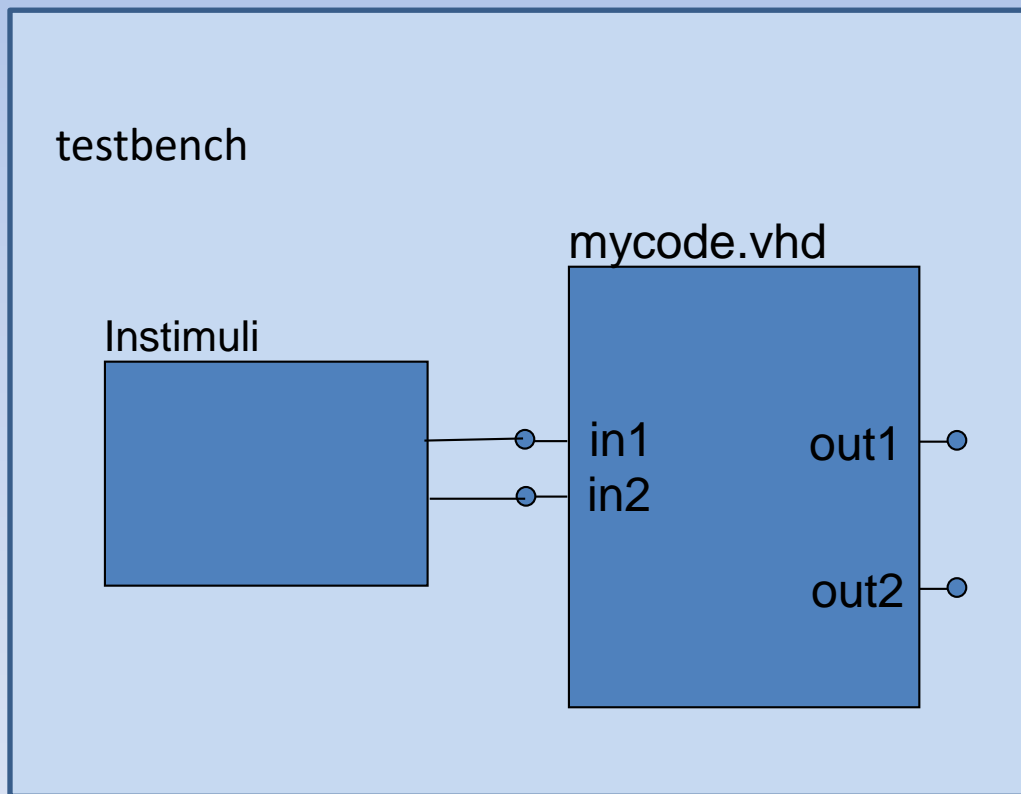 testbench
mycode.vhd
Instimuli
in1
out1
in2
out2